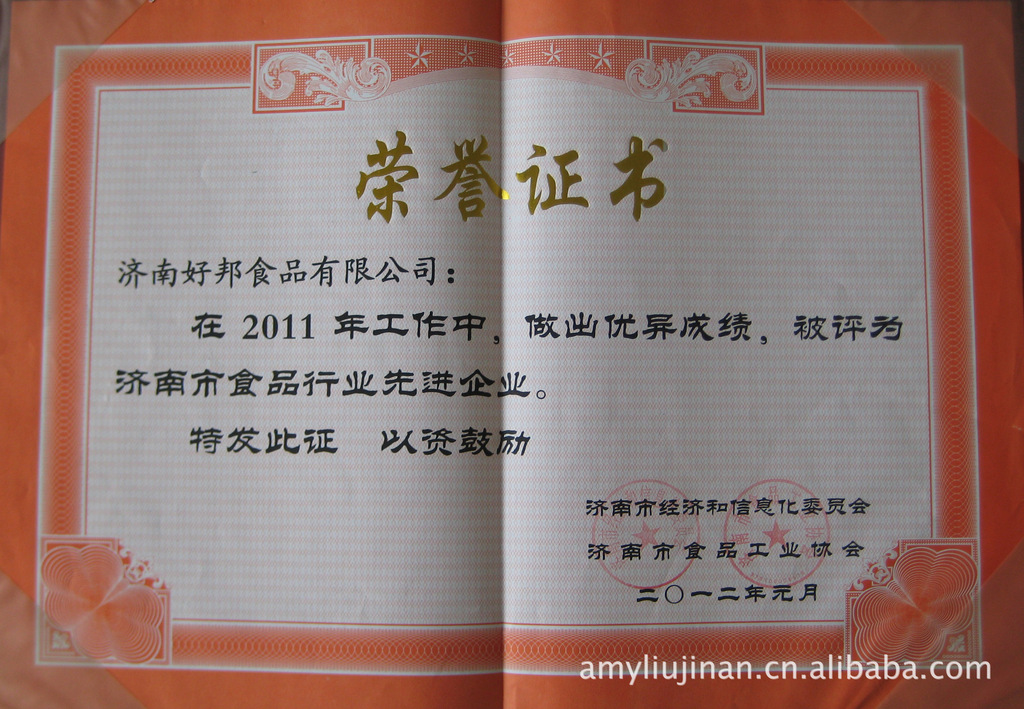 荣誉证书
济南好邦食品有限公司：
在 2011 年工作中，做出优异成绩，被评为
济南市食品行业先进企业。
特发此证 以资鼓励
济南市经济和信息化委员会
济南市食品工业协会
二〇一二年元月
amyliujinan.cn.alibaba.com